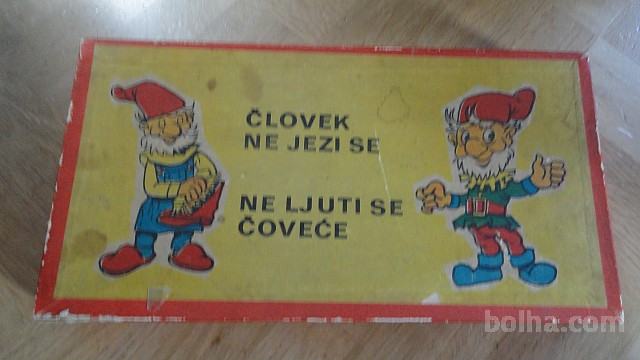 ČLOVEK
NE JEZI SE
NE LJUTI SE
ČOVEČE
bolha.com